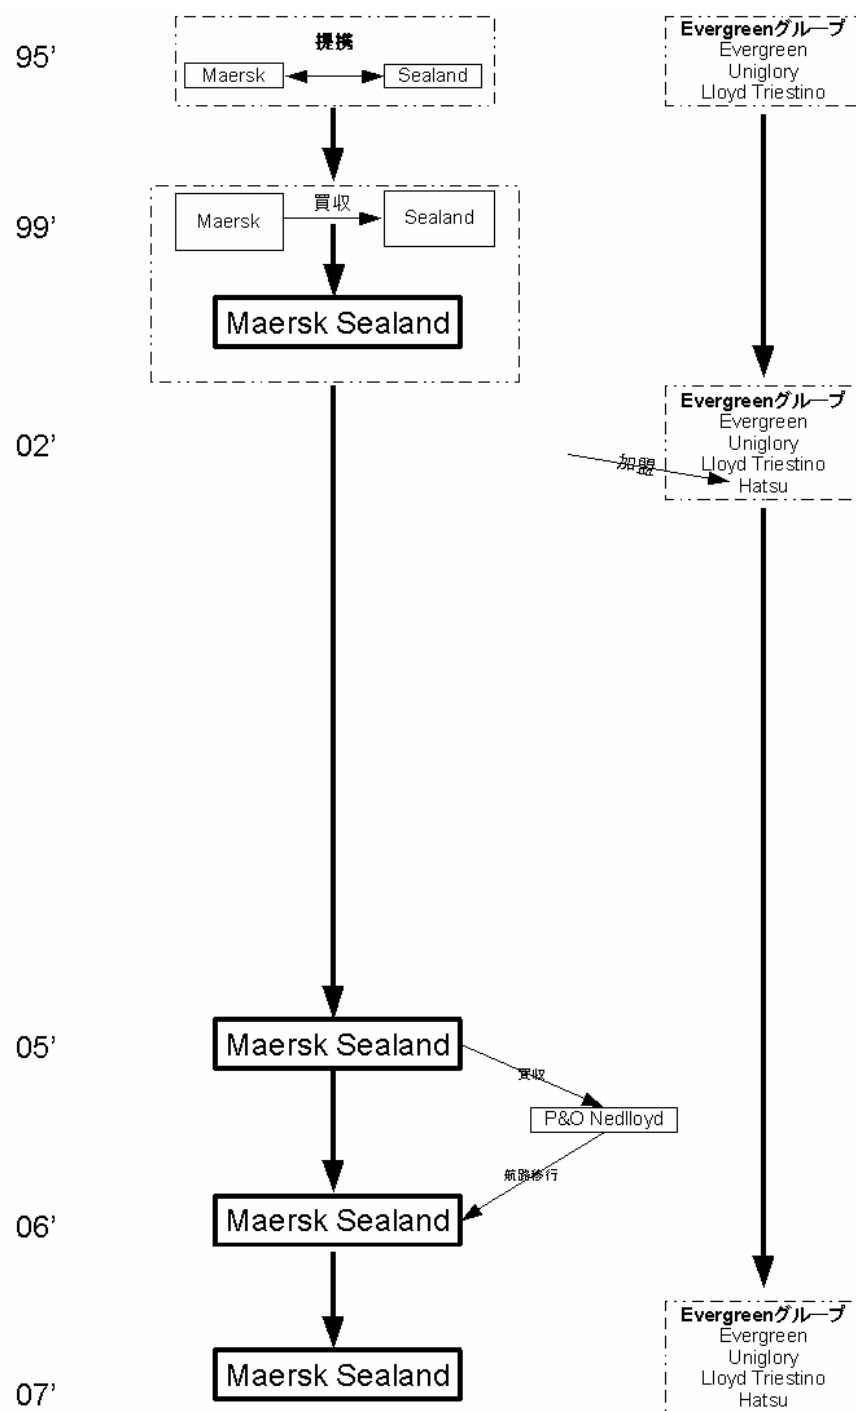 95’
提携
Maersk
Sealand
Evergreenグループ
Evergreen
Uniglory
Lloyd Triestino
99’
Maersk
買収
Sealand
Maersk Sealand
02’
加盟
Evergreenグループ
Evergreen
Uniglory
Lloyd Triestino
Hatsu
05’
Maersk Sealand
買収
P&O Nedlloyd
航路移行
06’
Maersk Sealand
07’
Maersk Sealand
Evergreenグループ
Evergreen
Uniglory
Lloyd Triestino
Hatsu